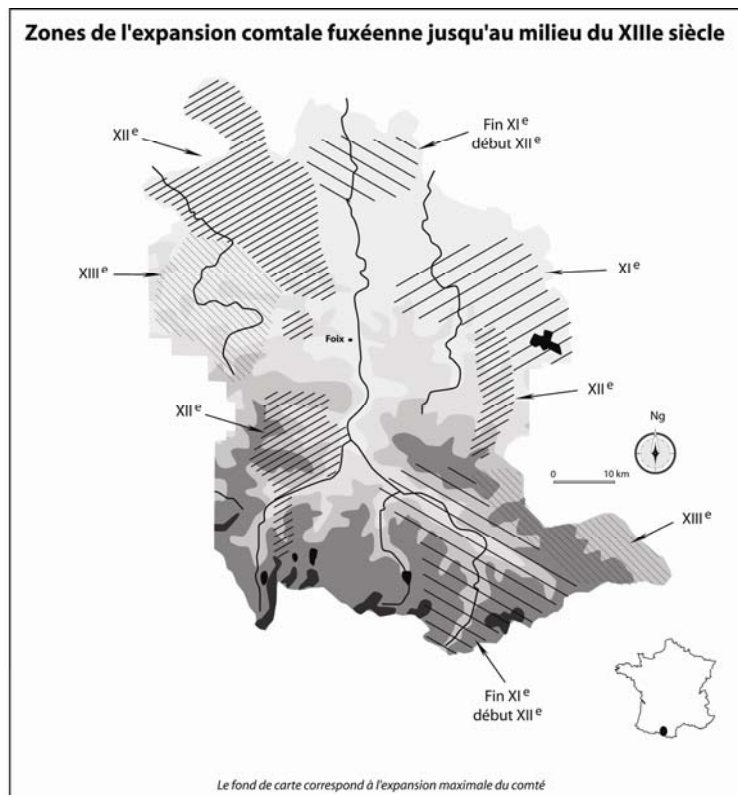 Zones de l'expansion comtale fuxéenne jusqu'au milieu du XIIIe siècle
XIIe
Fin XIe
début XIIe
XIIIe
XIe
Foix
XIIe
XIIe
Ng
0 10 km
XIIIe
Fin XIe
début XIIe
Le fond de carte correspond à l'expansion maximale du comté